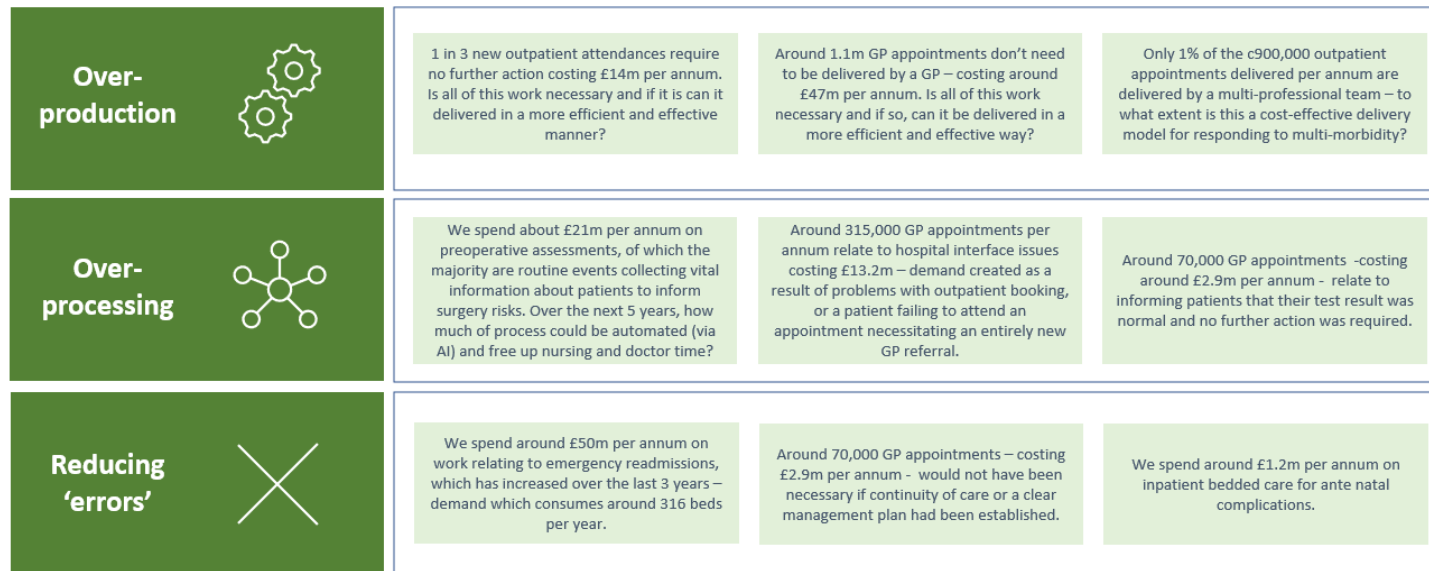 Over-
production
1 in 3 new outpatient attendances require
no further action costing £14m per annum.
Is all of this work necessary and if it is can it
delivered in a more efficient and effective
manner?
Around 1.1m GP appointments don’t need
to be delivered by a GP – costing around
£47m per annum. Is all of this work
necessary and if so, can it be delivered in a
more efficient and effective way?
Only 1% of the c900,000 outpatient
appointments delivered per annum are
delivered by a multi-professional team – to
what extent is this a cost-effective delivery
model for responding to multi-morbidity?
Over-
processing
We spend about £21m per annum on
preoperative assessments, of which the
majority are routine events collecting vital
information about patients to inform
surgery risks. Over the next 5 years, how
much of process could be automated (via
AI) and free up nursing and doctor time?
Around 315,000 GP appointments per
annum relate to hospital interface issues
costing £13.2m – demand created as a
result of problems with outpatient booking,
or a patient failing to attend an
appointment necessitating an entirely new
GP referral.
Around 70,000 GP appointments  -costing
around £2.9m per annum -  relate to
informing patients that their test result was
normal and no further action was required.
Reducing
‘errors’
We spend around £50m per annum on
work relating to emergency readmissions,
which has increased over the last 3 years –
demand which consumes around 316 beds
per year.
Around 70,000 GP appointments – costing
£2.9m per annum -  would not have been
necessary if continuity of care or a clear
management plan had been established.
We spend around £1.2m per annum on
inpatient bedded care for ante natal
complications.